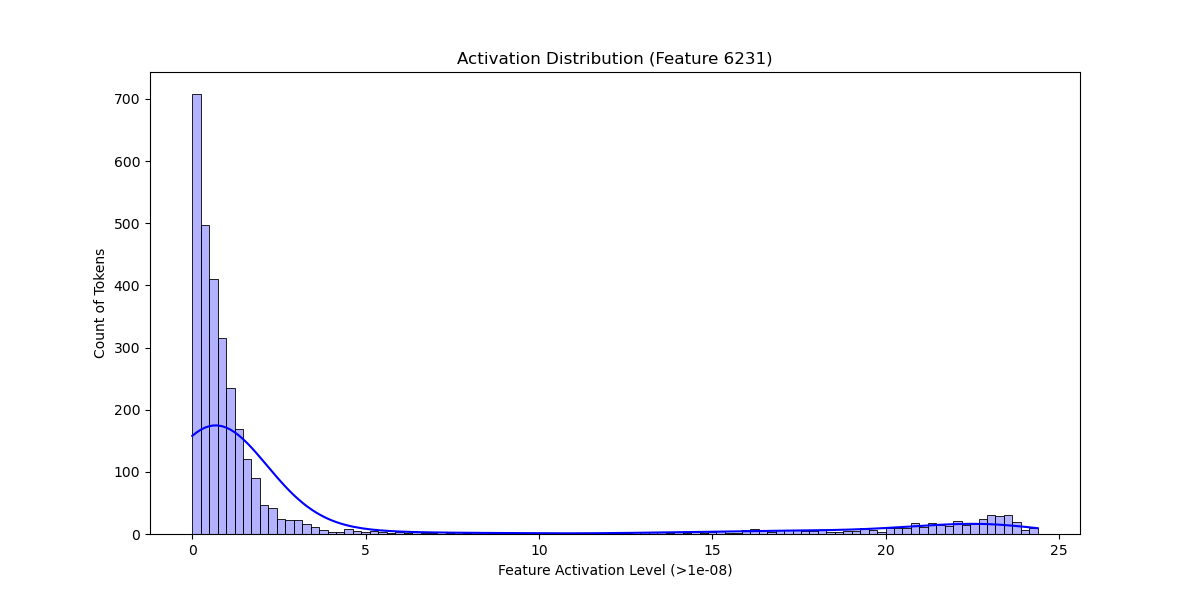 Activation Distribution (Feature 6231)
Count of Tokens
700
600
500
400
300
200
100
0
0 5 10 15 20 25
Feature Activation Level (>1e-08)